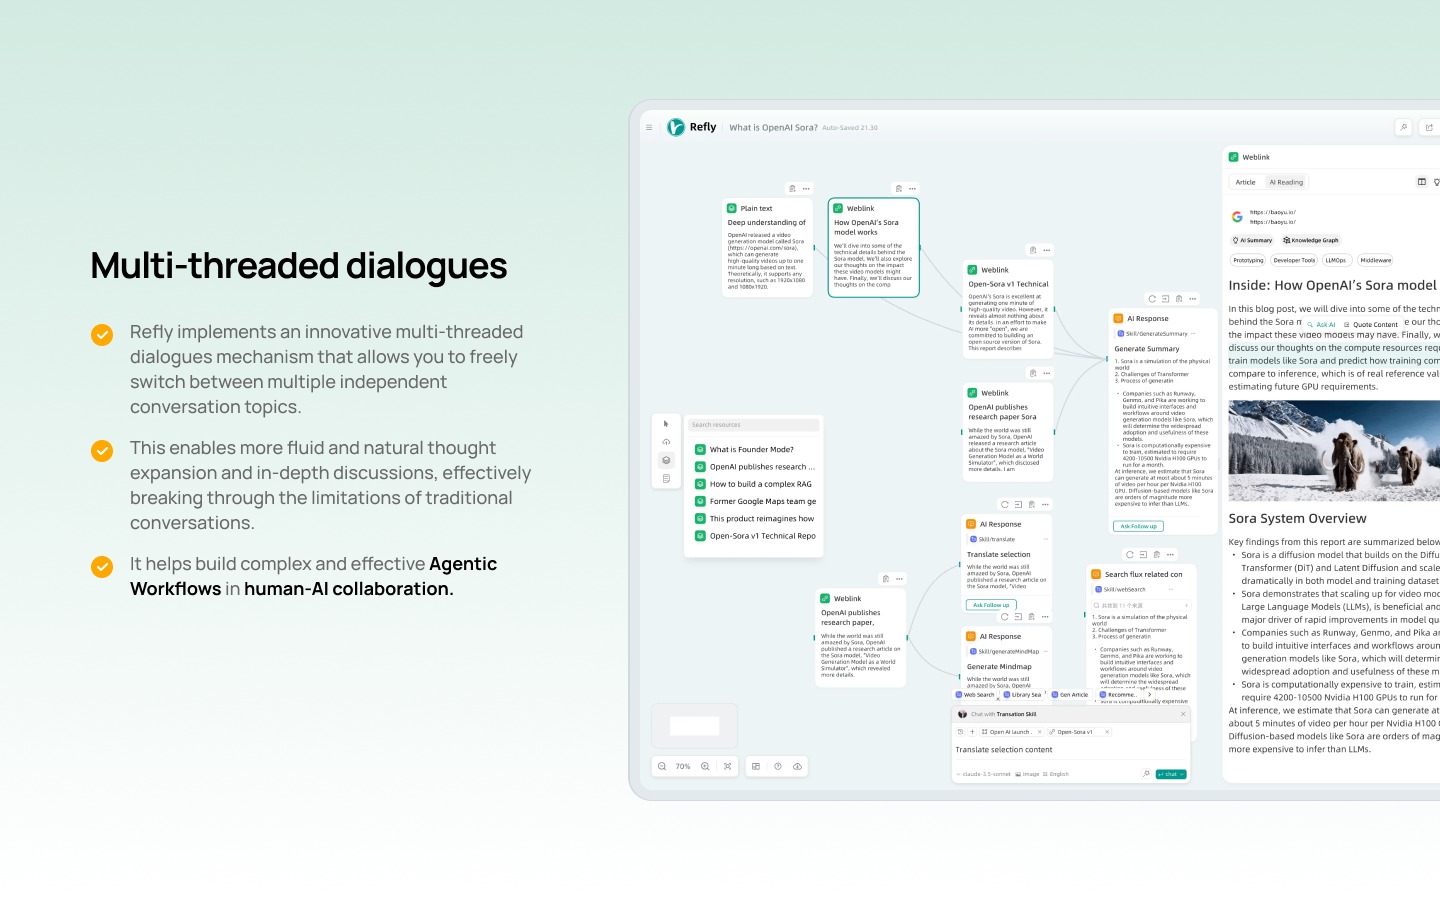 Multi-threaded dialogues
Refly implements an innovative multi-threaded
dialogues mechanism that allows you to freely
switch between multiple independent
conversation topics.
This enables more fluid and natural thought
expansion and in-depth discussions, effectively
breaking through the limitations of traditional
conversations.
It helps build complex and effective Agentic
Workflows in human-AI collaboration.
Refly
What is OpenAI Sora? Auto-Saved 21.30
Plain text
Deep understanding of
OpenAI released a video
generation model called Sora
(https://openai.com/sora),
which can generate
high-quality videos up to one
minute long based on text.
Theoretically, it supports any
resolution, such as 1920x1080
and 1080x1920.
Weblink
How OpenAI's Sora
model works
We'll dive into some of the
technical details behind the
Sora model. We'll also explore
our thoughts on the impact
these video models might
have. Finally, we'll discuss our
thoughts on the comp
Weblink
Open-Sora v1 Technical
OpenAI's Sora is excellent at
generating one minute of
high-quality video. However, it
reveals almost nothing about
its details. In an effort to make
AI more "open", we are
committed to building an
open source version of Sora.
This report describes
Weblink
OpenAI publishes
research paper Sora
While the world was still
amazed by Sora, OpenAI
released a research article
about the Sora model, "Video
Generation Model as a World
Simulator", which disclosed
more details. I am
AI Response
Skill/GenerateSummary
Generate Summary
1. Sora is a simulation of the physical
world
2. Challenges of Transformer
3. Process of generatin
• Companies such as Runway,
Genmo, and Pika are working to
build intuitive interfaces and
workflows around video
generation models like Sora, which
will determine the widespread
adoption and usefulness of these
models.
• Sora is computationally expensive
to train, estimated to require
4200-10500 Nvidia H100 GPUs to
run for a month.
At inference, we estimate that Sora
can generate at most about 5 minutes
of video per hour per Nvidia H100
GPU. Diffusion-based models like Sora
are orders of magnitude more
expensive to infer than LLMs.
Ask Follow up
Search resources
What is Founder Mode?
OpenAI publishes research ...
How to build a complex RAG
Former Google Maps team ge
This product reimagines how
Open-Sora v1 Technical Repo
Weblink
OpenAI publishes
research paper,
While the world was still
amazed by Sora, OpenAI
published a research article on
the Sora model, "Video
Generation Model as a World
Simulator", which revealed
more details.
AI Response
Skill/translate
Translate selection
While the world was still
amazed by Sora, OpenAI
published a research article on
the Sora model, "Video
Ask Follow up
AI Response
Skill/generateMindMap
Generate Mindmap
While the world was still
amazed by Sora, OpenAI
Search flux related con
Skill/webSearch
共找到 11 个来源
1. Sora is a simulation of the physical
world
2. Challenges of Transformer
3. Process of generatin
• Companies such as Runway,
Genmo, and Pika are working to
build intuitive interfaces and
workflows around video
generation models like Sora, which
will determine the widespread
adoption and usefulness of these
• Sora is computationally expensive
Web Search
Library Sea
Gen Article
Recomme..
Chat with Transation Skill
Open AI launch .
Open-Sora v1
Translate selection content
claude-3.5-sonnet
Image
English
chat
70%
Weblink
Article
AI Reading
https://baoyu.io/
https://baoyu.io/
AI Summary
Knowledge Graph
Prototyping
Developer Tools
LLMOps
Middleware
Inside: How OpenAI's Sora model
In this blog post, we will dive into some of the techn
behind the Sora m
Ask AI
Quote Content
e our tho
the impact these video models may have. Finally, w
discuss our thoughts on the compute resources requ
train models like Sora and predict how training com
compare to inference, which is of real reference val
estimating future GPU requirements.
Sora System Overview
Key findings from this report are summarized below
• Sora is a diffusion model that builds on the Diffu
Transformer (DiT) and Latent Diffusion and scale
dramatically in both model and training dataset
• Sora demonstrates that scaling up for video mod
Large Language Models (LLMs), is beneficial and
major driver of rapid improvements in model qua
• Companies such as Runway, Genmo, and Pika ar
to build intuitive interfaces and workflows aroun
generation models like Sora, which will determin
widespread adoption and usefulness of these m
• Sora is computationally expensive to train, estim
require 4200-10500 Nvidia H100 GPUs to run for
At inference, we estimate that Sora can generate at
about 5 minutes of video per hour per Nvidia H100 G
Diffusion-based models like Sora are orders of magn
more expensive to infer than LLMs.